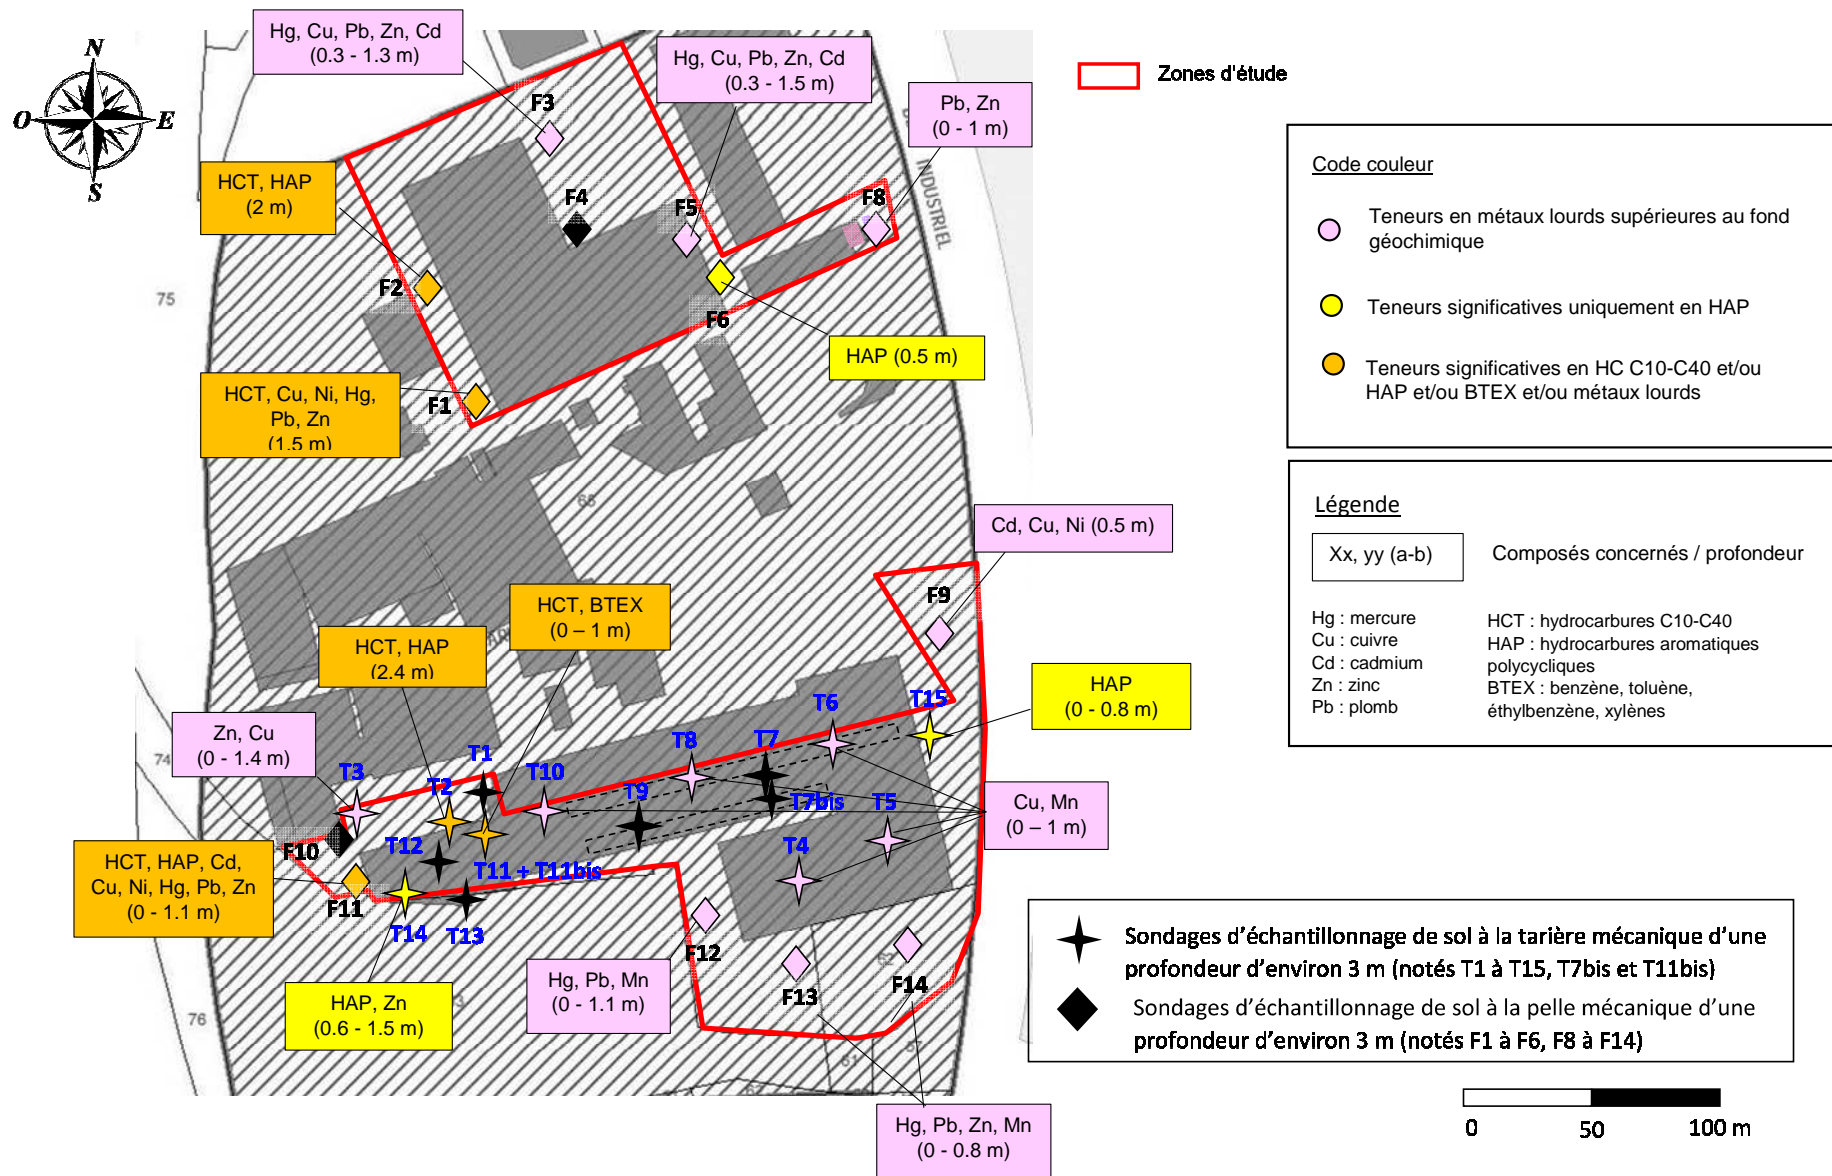 N
O
E
S
Hg, Cu, Pb, Zn, Cd
(0.3 - 1.3 m)
Hg, Cu, Pb, Zn, Cd
(0.3 - 1.5 m)
Pb, Zn
(0 - 1 m)
HCT, HAP
(2 m)
F3
F4
F5
F8
F2
F6
F1
INDUSTRIEL
75
HAP (0.5 m)
HCT, Cu, Ni, Hg,
Pb, Zn
(1.5 m)
68
Cd, Cu, Ni (0.5 m)
F9
HCT, BTEX
(0 – 1 m)
HCT, HAP
(2.4 m)
HAP
(0 - 0.8 m)
Zn, Cu
(0 - 1.4 m)
74
T3
T2
T1
T10
T8
T7
T6
T15
T9
T7bis
T5
T4
Cu, Mn
(0 – 1 m)
F10
T12
T11 + T11bis
HCT, HAP, Cd,
Cu, Ni, Hg, Pb, Zn
(0 - 1.1 m)
F11
T14
T13
F12
F13
F14
62
HAP, Zn
(0.6 - 1.5 m)
Hg, Pb, Mn
(0 - 1.1 m)
76
61
57
Hg, Pb, Zn, Mn
(0 - 0.8 m)
Zones d'étude
Code couleur
Teneurs en métaux lourds supérieures au fond
géochimique
Teneurs significatives uniquement en HAP
Teneurs significatives en HC C10-C40 et/ou
HAP et/ou BTEX et/ou métaux lourds
Légende
Xx, yy (a-b)
Composés concernés / profondeur
Hg : mercure
Cu : cuivre
Cd : cadmium
Zn : zinc
Pb : plomb
HCT : hydrocarbures C10-C40
HAP : hydrocarbures aromatiques
polycycliques
BTEX : benzène, toluène,
éthylbenzène, xylènes
Sondages d’échantillonnage de sol à la tarière mécanique d’une
profondeur d’environ 3 m (notés T1 à T15, T7bis et T11bis)
Sondages d’échantillonnage de sol à la pelle mécanique d’une
profondeur d’environ 3 m (notés F1 à F6, F8 à F14)
0
50
100 m